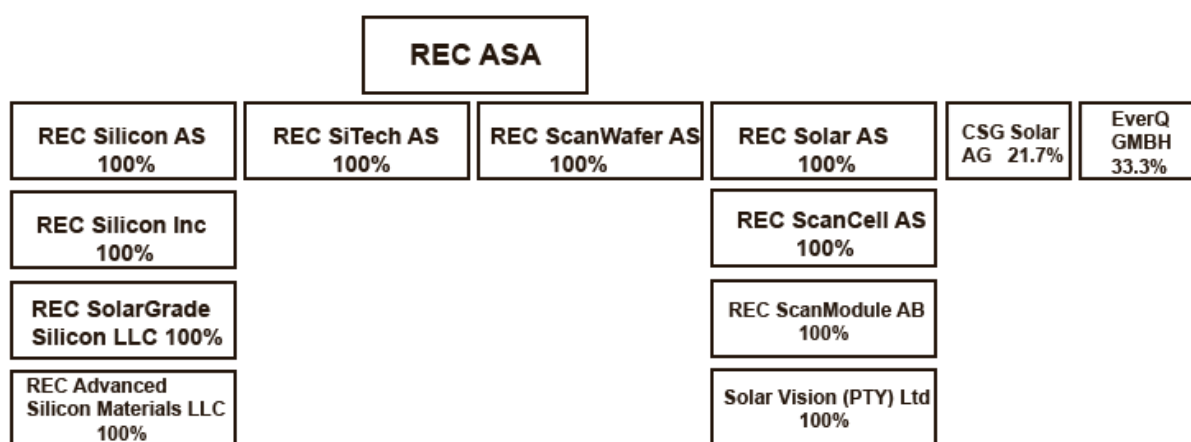 REC ASA
REC Silicon AS
100%
REC SiTech AS
100%
REC ScanWafer AS
100%
REC Solar AS
100%
CSG Solar
AG 21.7%
EverQ
GMBH
33.3%
REC Silicon Inc
100%
REC ScanCell AS
100%
REC SolarGrade
Silicon LLC 100%
REC ScanModule AB
100%
REC Advanced
Silicon Materials LLC
100%
Solar Vision (PTY) Ltd
100%